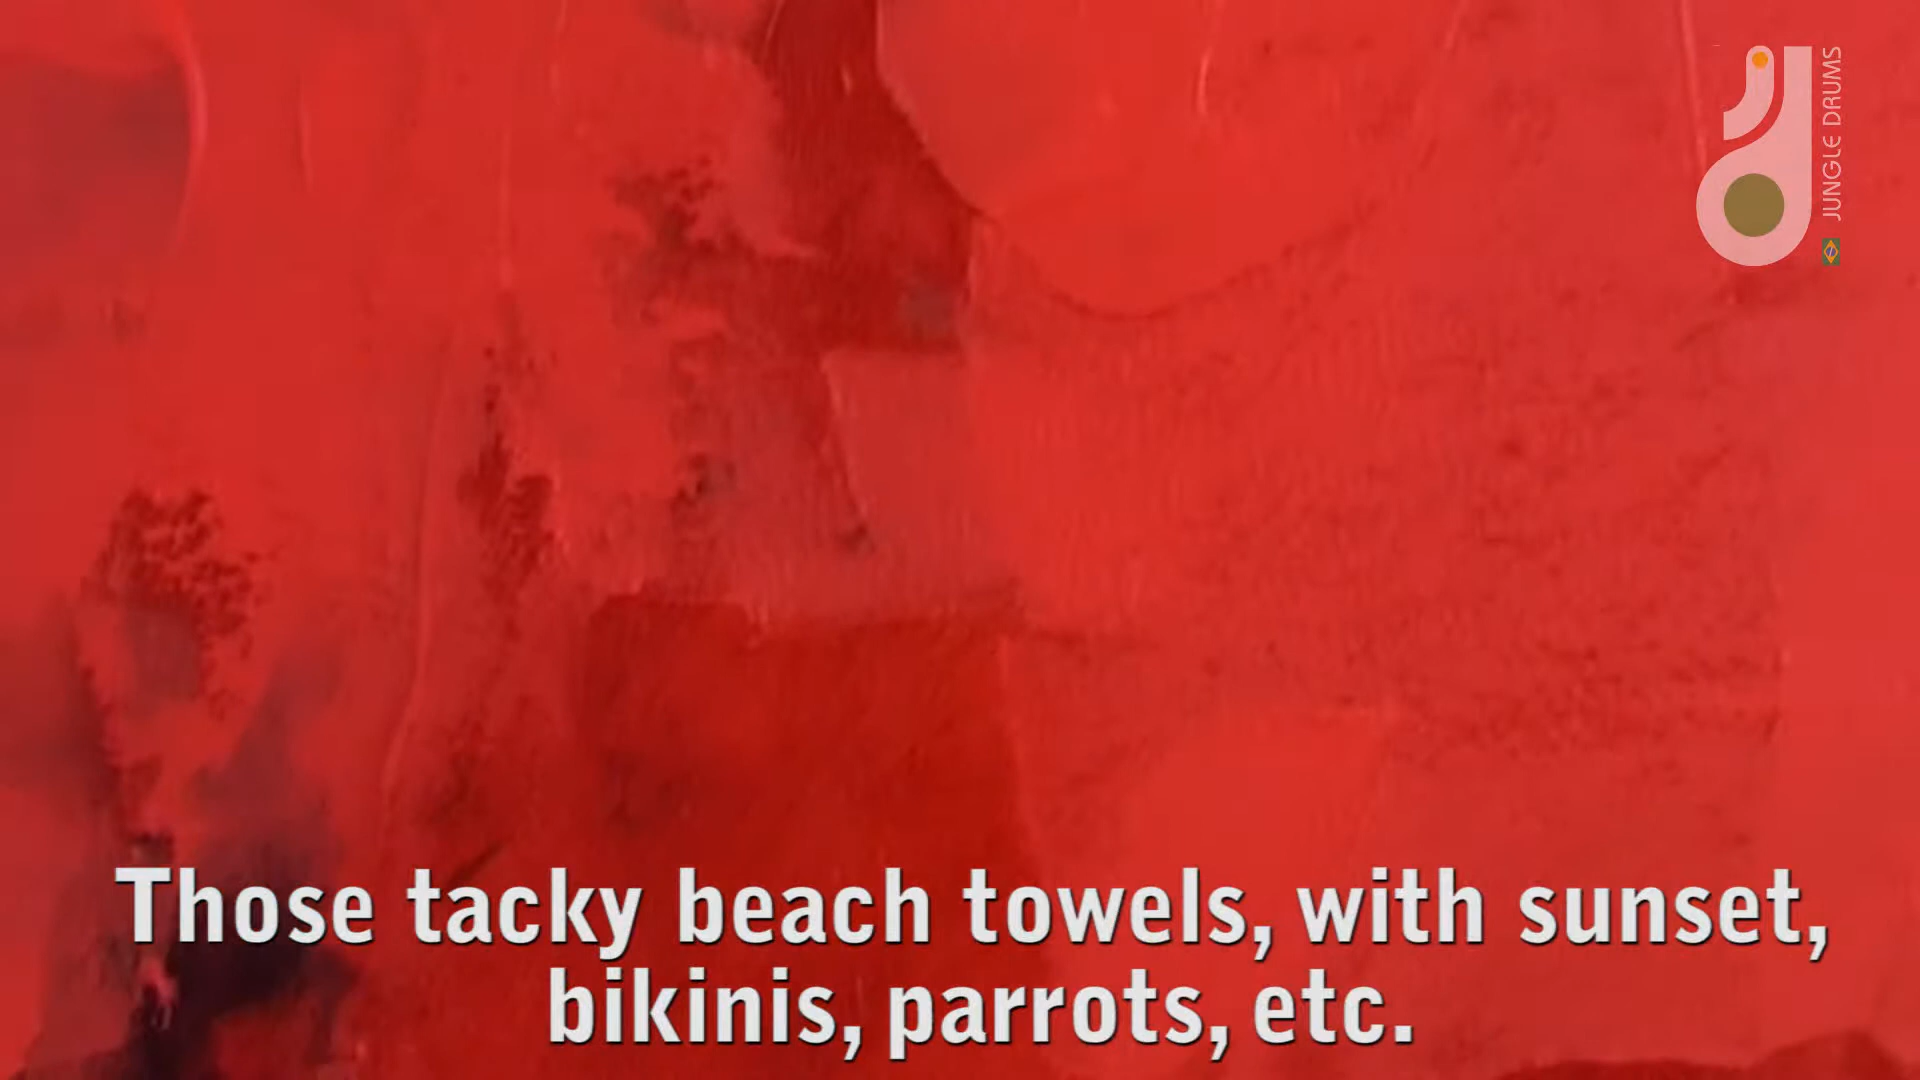 JUNGLE DRUMS
Those tacky beach towels, with sunset,
bikinis, parrots, etc.